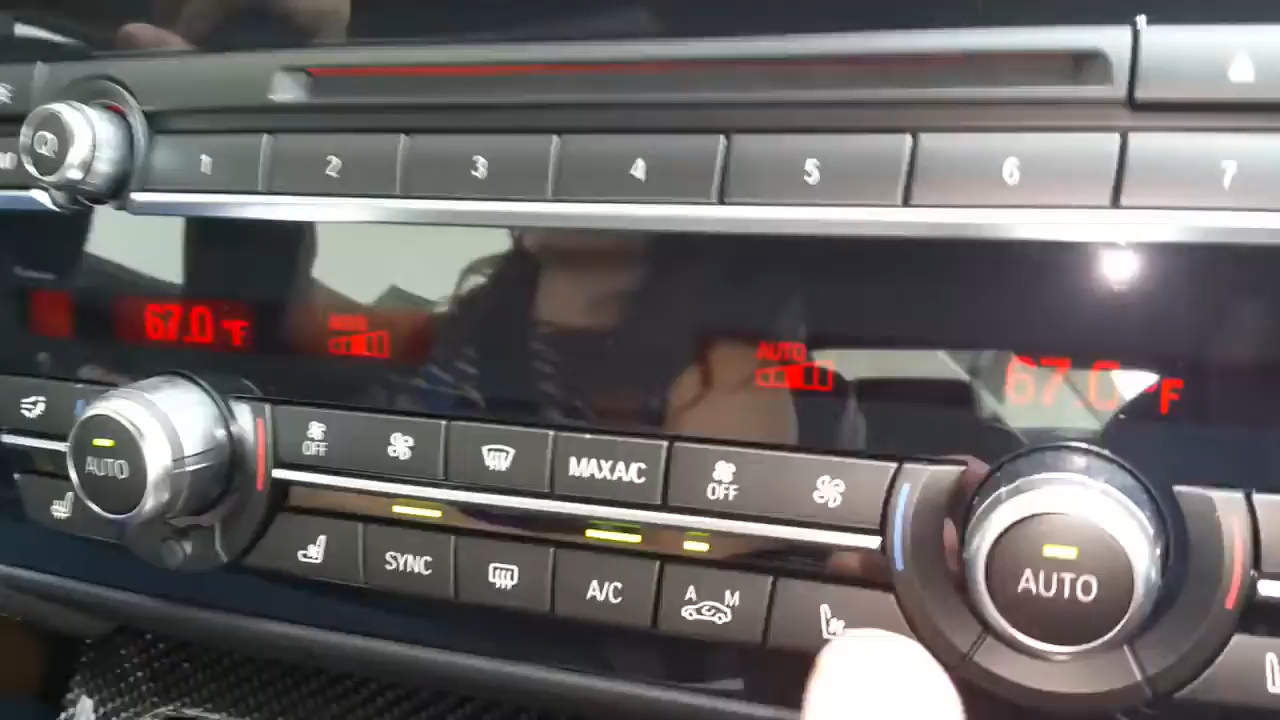 1 2 3 4 5 6 7
67.0 °F
AUTO
67.0 °F
AUTO
OFF
MAX A/C
OFF
AUTO
SYNC
A/C
A M